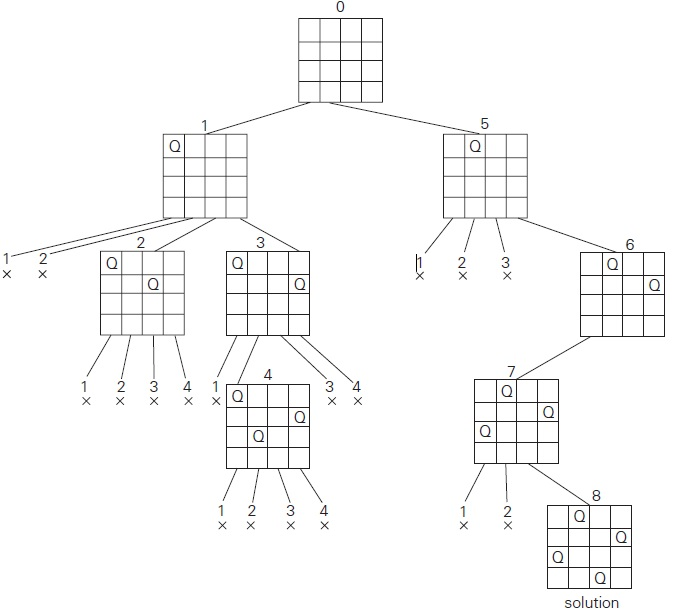 0
1
5
Q
Q
1 2
2
3
1 2 3
6
× ×
Q
Q
× × ×
Q
Q
Q
Q
7
1 2 3 4
1
4
3 4
Q
× × × ×
×
Q
× ×
Q
Q
Q
Q
8
1 2 3 4
1 2
Q
× × × ×
× ×
Q
Q
Q
solution